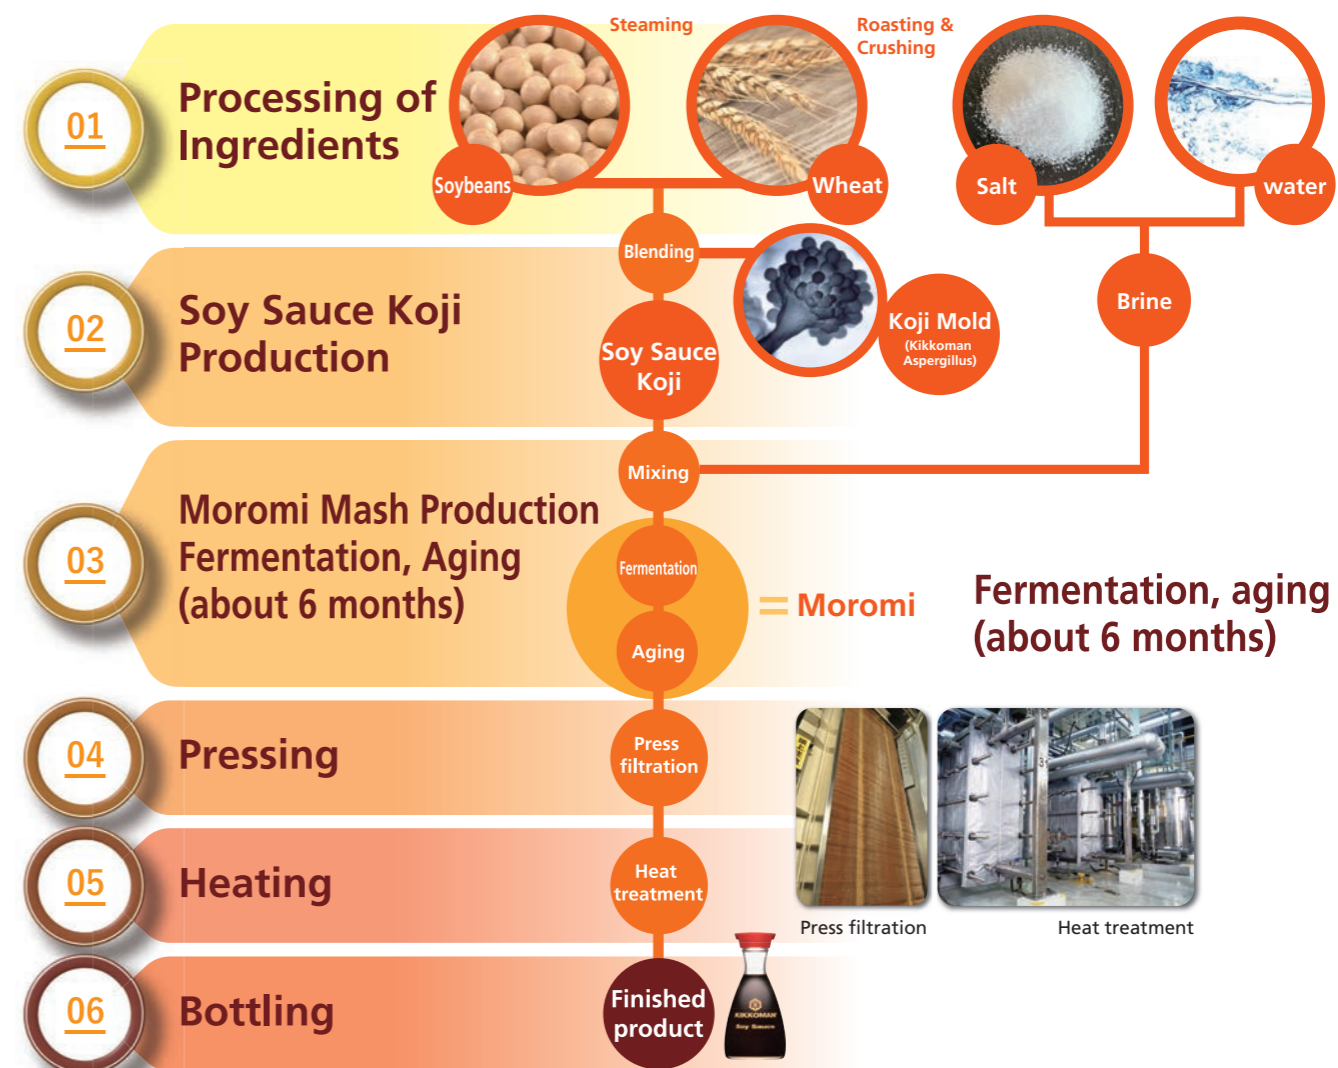 Steaming
Roasting &
Crushing
01
Processing of
Ingredients
Soybeans
Wheat
Salt
water
Blending
02
Soy Sauce Koji
Production
Koji Mold
(Kikkoman
Aspergillus)
Brine
Soy Sauce
Koji
Mixing
03
Moromi Mash Production
Fermentation, Aging
(about 6 months)
Fermentation
Aging
= Moromi
Fermentation, aging
(about 6 months)
04
Pressing
Press
filtration
05
Heating
Heat
treatment
Press filtration
Heat treatment
06
Bottling
Finished
product
KIKKOMAN
Soy Sauce